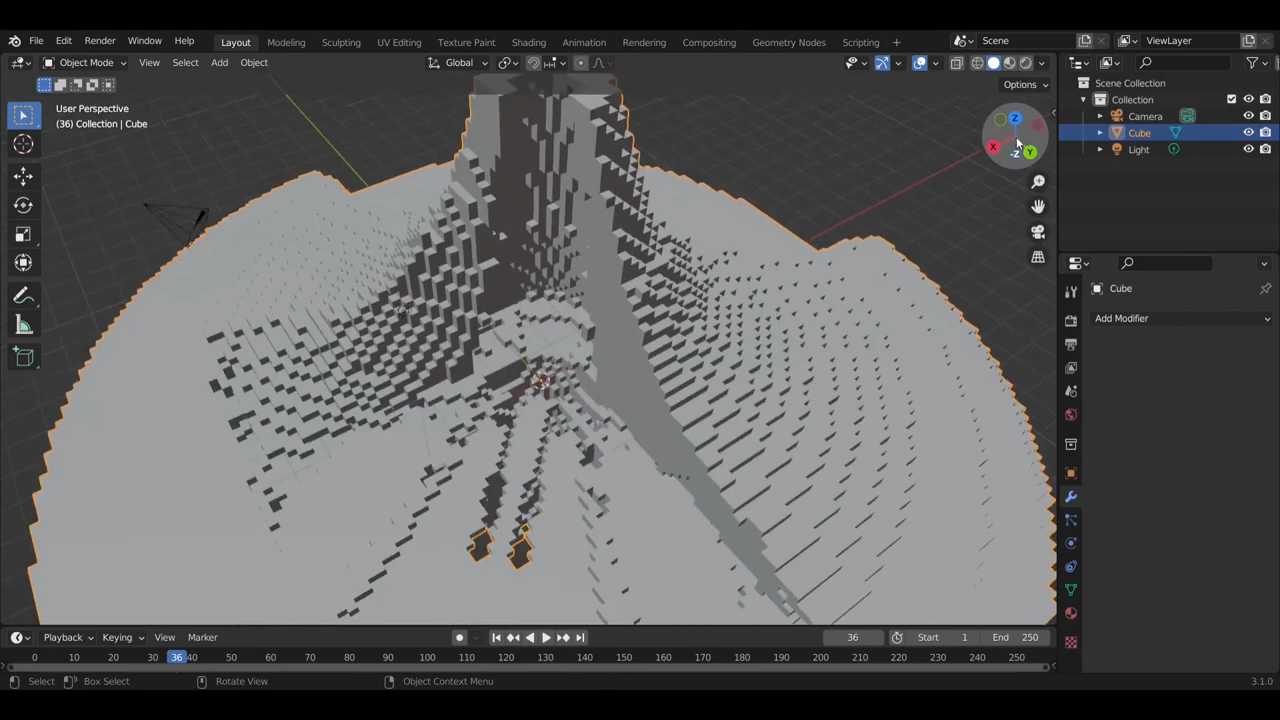 File Edit Render Window Help Layout Modeling Sculpting UV Editing Texture Paint Shading Animation Rendering Compositing Geometry Nodes Scripting + Scene ViewLayer
Object Mode View Select Add Object Global
Options
User Perspective
(36) Collection | Cube
Z
X
Y
-Z
Scene Collection
Collection
Camera
Cube
Light
Cube
Add Modifier
Playback Keying View Marker 36 Start 1 End 250
0 10 20 30 36 40 50 60 70 80 90 100 110 120 130 140 150 160 170 180 190 200 210 220 230 240 250
Select Box Select Rotate View Object Context Menu 3.1.0